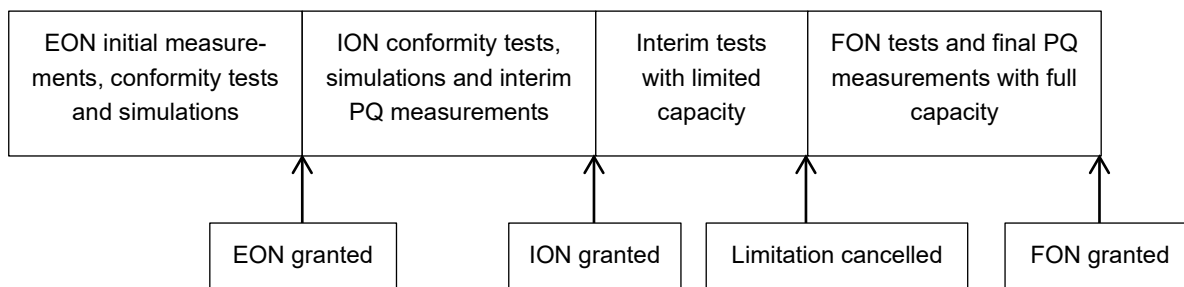 EON initial measure-
ments, conformity tests
and simulations
ION conformity tests,
simulations and interim
PQ measurements
Interim tests
with limited
capacity
FON tests and final PQ
measurements with full
capacity
EON granted
ION granted
Limitation cancelled
FON granted